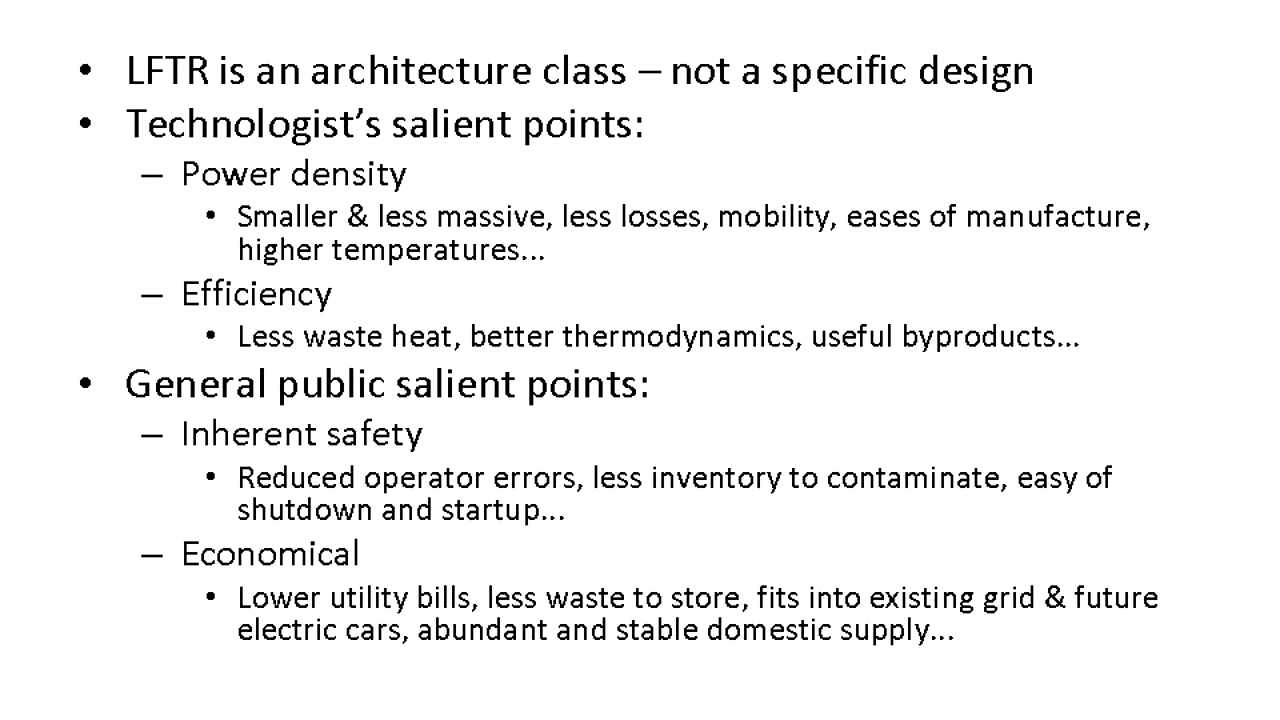 • LFTR is an architecture class – not a specific design
• Technologist’s salient points:
– Power density
• Smaller & less massive, less losses, mobility, eases of manufacture,
higher temperatures...
– Efficiency
• Less waste heat, better thermodynamics, useful byproducts...
• General public salient points:
– Inherent safety
• Reduced operator errors, less inventory to contaminate, easy of
shutdown and startup...
– Economical
• Lower utility bills, less waste to store, fits into existing grid & future
electric cars, abundant and stable domestic supply...